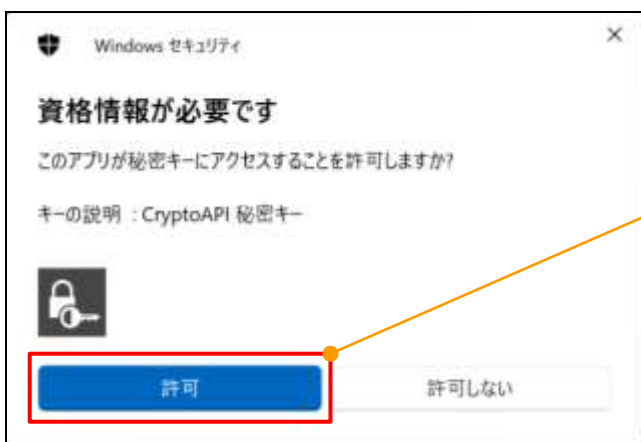 Windows セキュリティ
資格情報が必要です
このアプリが秘密キーにアクセスすることを許可しますか?
キーの説明 : CryptoAPI 秘密キー
許可
許可しない